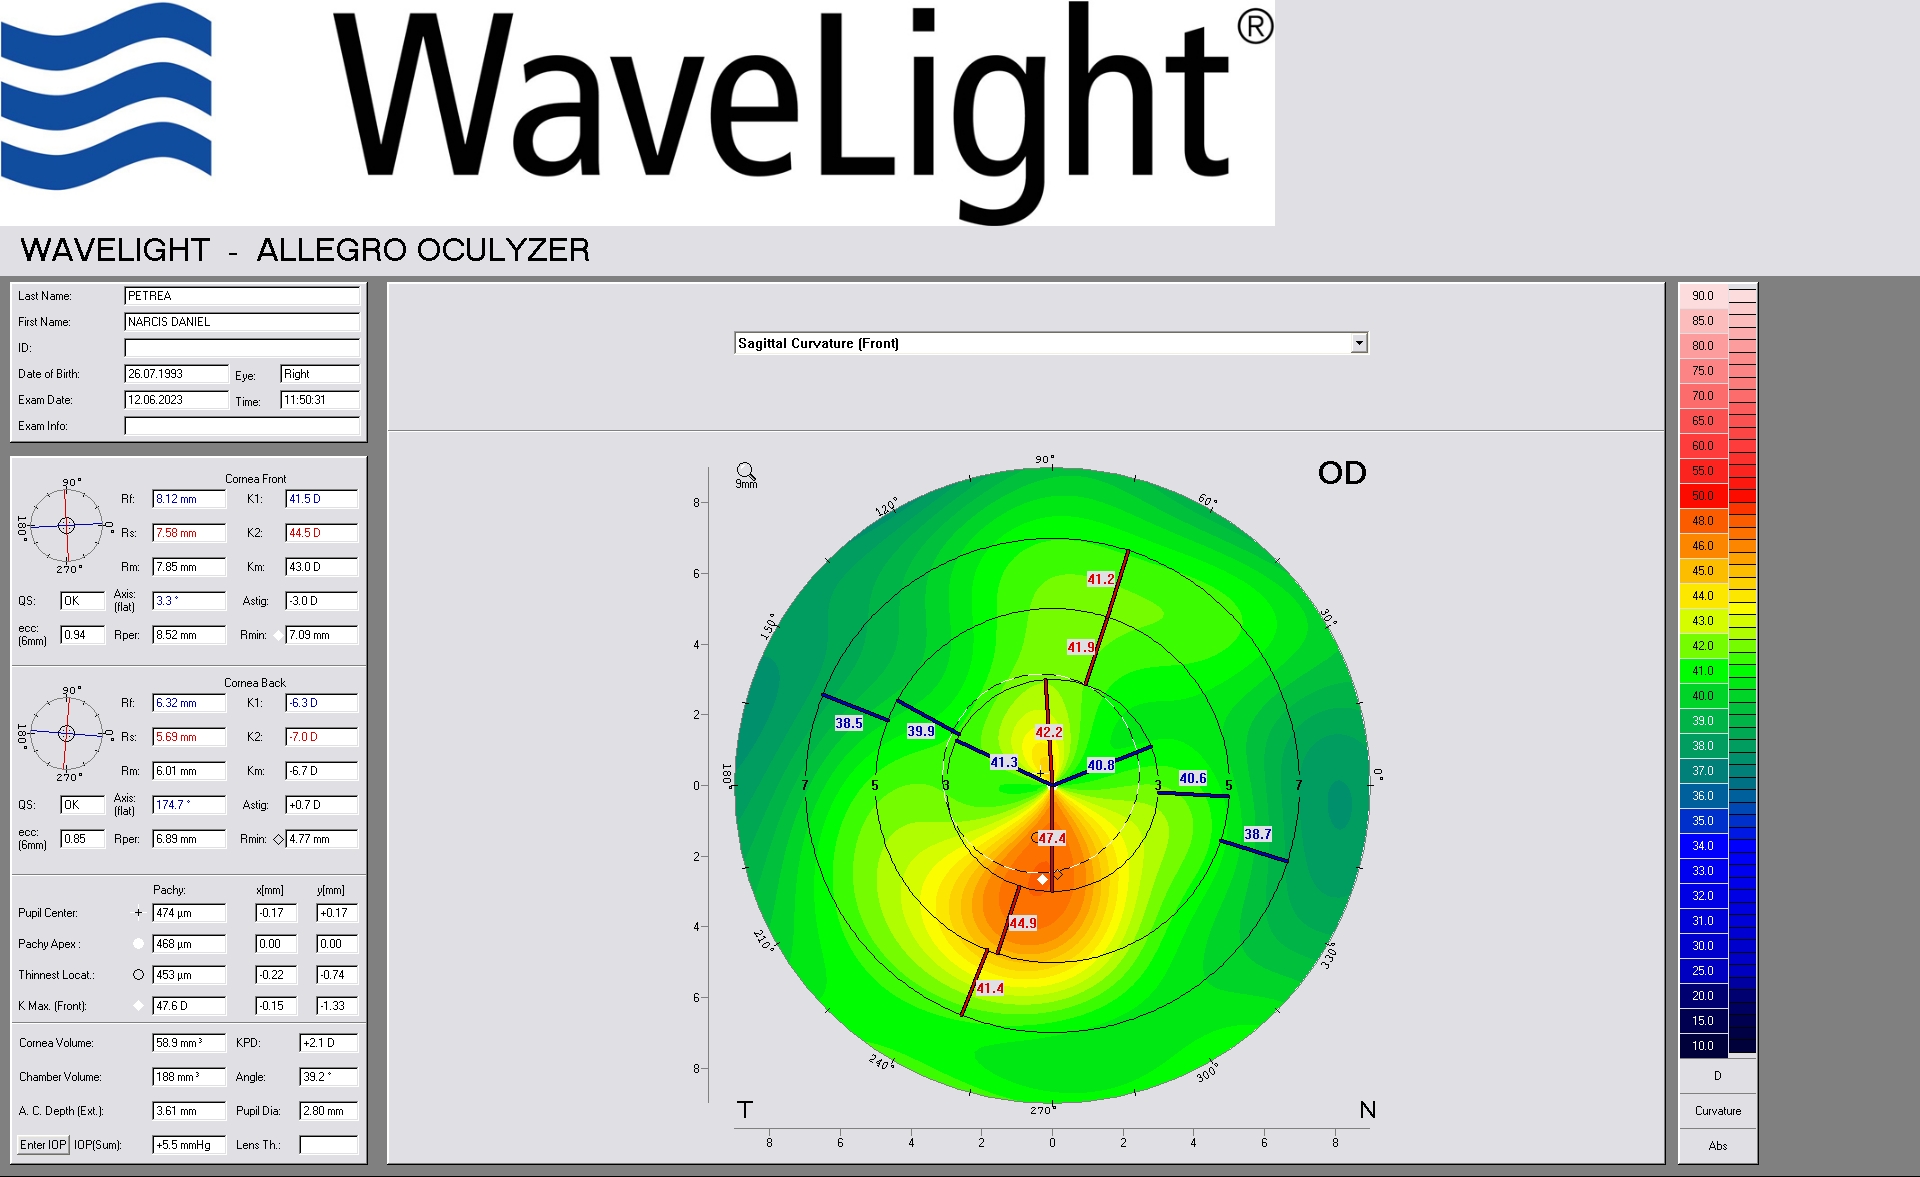 WaveLight®
WAVELIGHT - ALLEGRO OCULYZER
Last Name: PETREA
First Name: NARCIS DANIEL
ID:
Date of Birth: 26.07.1993 Eye: Right
Exam Date: 12.06.2023 Time: 11:50:31
Exam Info:
Cornea Front
90°
180°
0°
270°
Rf: 8.12 mm K1: 41.5 D
Rs: 7.58 mm K2: 44.5 D
Rm: 7.85 mm Km: 43.0 D
QS: OK Axis: (flat) 3.3 ° Astig: -3.0 D
ecc: (6mm) 0.94 Rper: 8.52 mm Rmin: 7.09 mm
Cornea Back
90°
180°
0°
270°
Rf: 6.32 mm K1: -6.3 D
Rs: 5.69 mm K2: -7.0 D
Rm: 6.01 mm Km: -6.7 D
QS: OK Axis: (flat) 174.7 ° Astig: +0.7 D
ecc: (6mm) 0.85 Rper: 6.89 mm Rmin: 4.77 mm
Pachy: x[mm] y[mm]
Pupil Center: + 474 µm -0.17 +0.17
Pachy Apex : 468 µm 0.00 0.00
Thinnest Locat.: 453 µm -0.22 -0.74
K Max. (Front): 47.6 D -0.15 -1.33
Cornea Volume: 58.9 mm³ KPD: +2.1 D
Chamber Volume: 188 mm³ Angle: 39.2 °
A. C. Depth (Ext.): 3.61 mm Pupil Dia: 2.80 mm
Enter IOP IOP(Sum): +5.5 mmHg Lens Th.:
Sagittal Curvature (Front)
9mm
OD
90°
120° 60°
150° 30°
180° 0°
210° 330°
240° 300°
270°
8
6
4
2
0
2
4
6
8
41.2
41.9
38.5
39.9
42.2
41.3
40.8
40.6
7 5 3 3 5 7
47.4
38.7
44.9
41.4
T N
8 6 4 2 0 2 4 6 8
90.0
85.0
80.0
75.0
70.0
65.0
60.0
55.0
50.0
48.0
46.0
45.0
44.0
43.0
42.0
41.0
40.0
39.0
38.0
37.0
36.0
35.0
34.0
33.0
32.0
31.0
30.0
25.0
20.0
15.0
10.0
D
Curvature
Abs